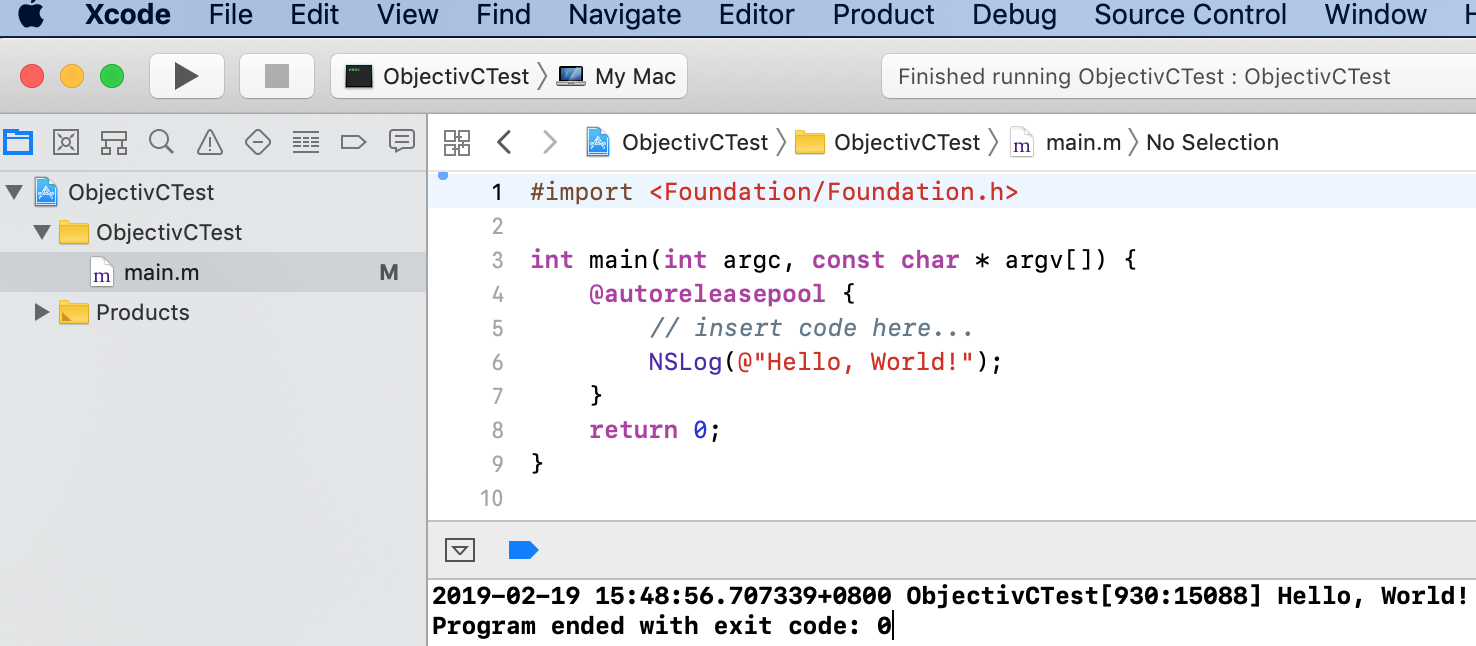 Xcode File Edit View Find Navigate Editor Product Debug Source Control Window
ObjectivCTest My Mac Finished running ObjectivCTest : ObjectivCTest
ObjectivCTest ObjectivCTest m main.m No Selection
ObjectivCTest
ObjectivCTest
m main.m M
Products
1 #import <Foundation/Foundation.h>
2
3 int main(int argc, const char * argv[]) {
4     @autoreleasepool {
5         // insert code here...
6         NSLog(@"Hello, World!");
7     }
8     return 0;
9 }
10
2019-02-19 15:48:56.707339+0800 ObjectivCTest[930:15088] Hello, World!
Program ended with exit code: 0